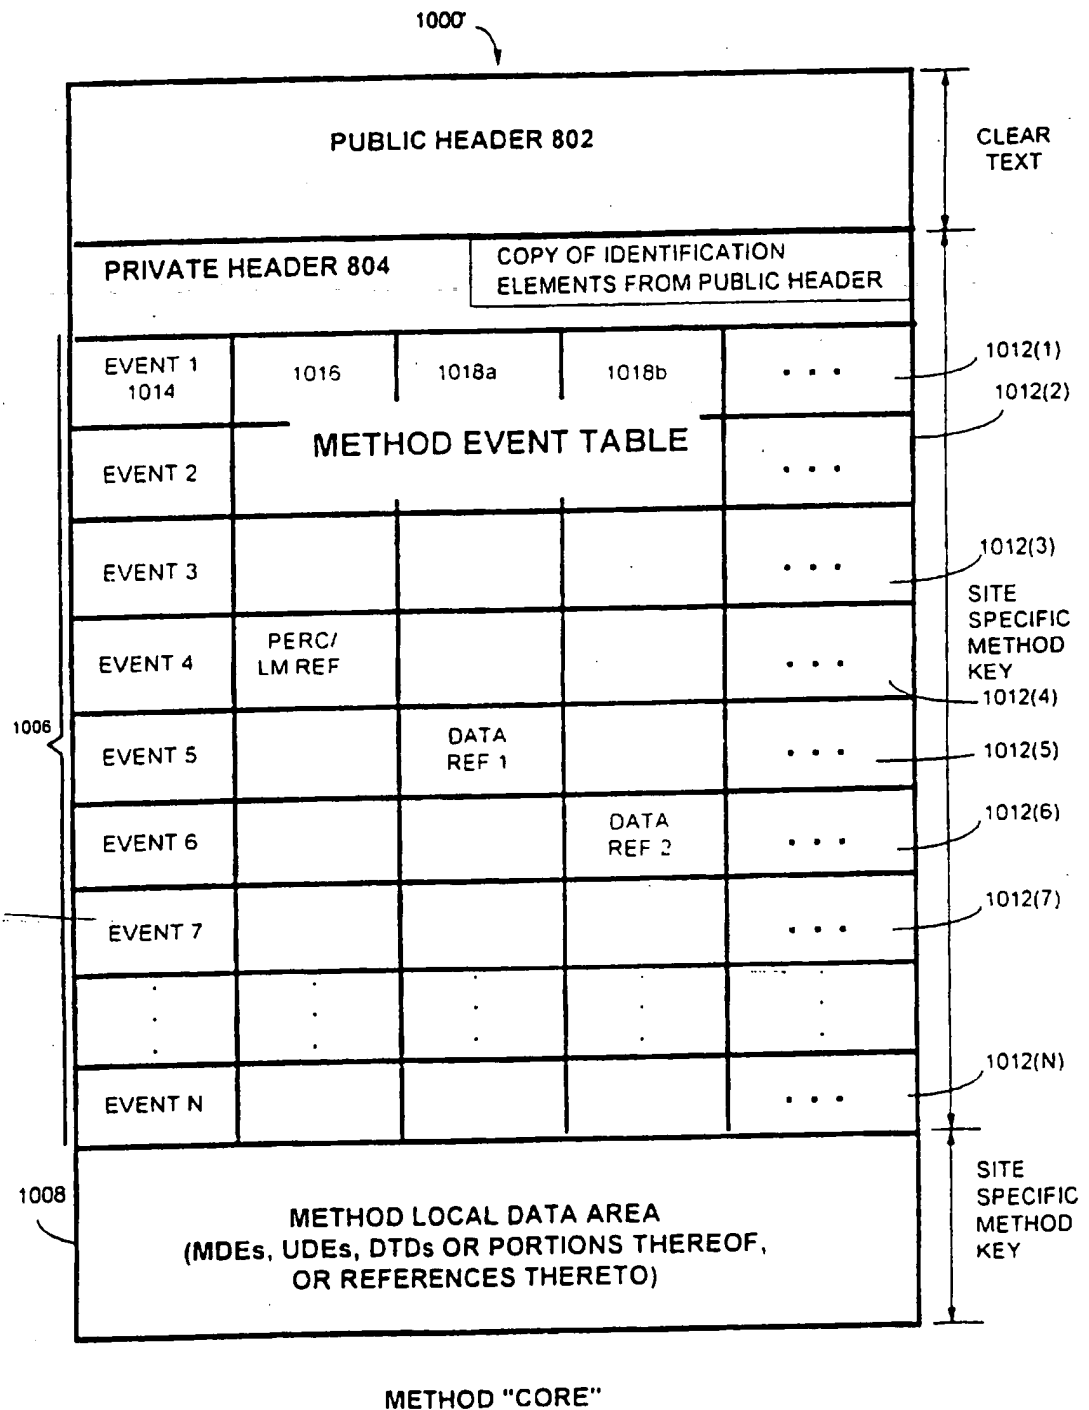 1000
PUBLIC HEADER 802
CLEAR
TEXT
PRIVATE HEADER 804
COPY OF IDENTIFICATION
ELEMENTS FROM PUBLIC HEADER
EVENT 1
1014
1016
1018a
1018b
• • •
1012(1)
1012(2)
METHOD EVENT TABLE
EVENT 2
• • •
EVENT 3
• • •
1012(3)
SITE
SPECIFIC
METHOD
KEY
EVENT 4
PERC/
LM REF
• • •
1012(4)
1006
EVENT 5
DATA
REF 1
• • •
1012(5)
EVENT 6
DATA
REF 2
• • •
1012(6)
EVENT 7
• • •
1012(7)
EVENT N
• • •
1012(N)
1008
METHOD LOCAL DATA AREA
(MDEs, UDEs, DTDs OR PORTIONS THEREOF,
OR REFERENCES THERETO)
SITE
SPECIFIC
METHOD
KEY
METHOD "CORE"